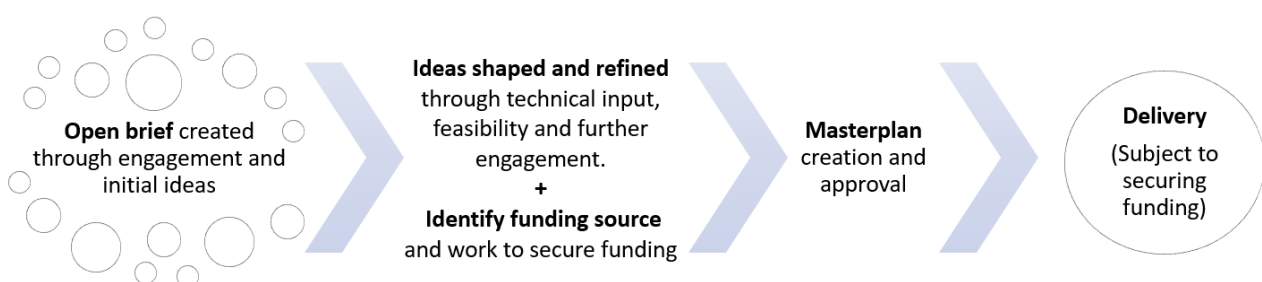 Open brief created
through engagement and
initial ideas
Ideas shaped and refined
through technical input,
feasibility and further
engagement.
+
Identify funding source
and work to secure funding
Masterplan
creation and
approval
Delivery
(Subject to
securing
funding)